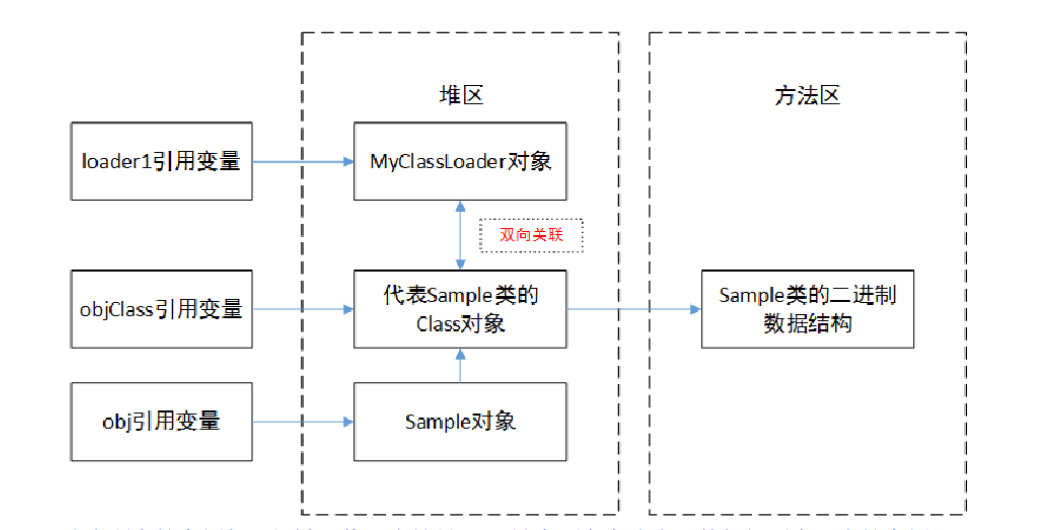 堆区
方法区
loader1引用变量
MyClassLoader对象
双向关联
objClass引用变量
代表Sample类的
Class对象
Sample类的二进制
数据结构
obj引用变量
Sample对象